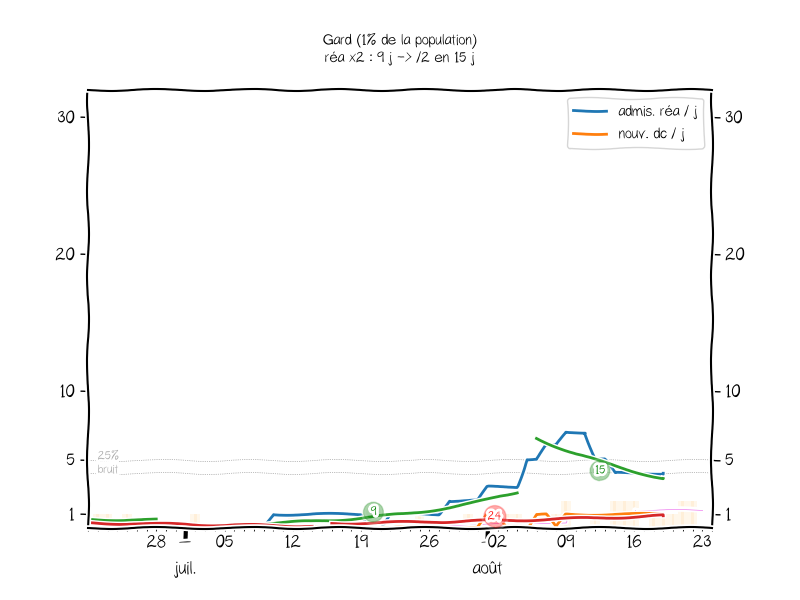 Gard (1% de la population)
réa x2 : 9 j -> /2 en 15 j
admis. réa / j
nouv. dc / j
30 30
20 20
10 10
5 5
25%
bruit
1 1
9
24
15
28 05 12 19 26 02 09 16 23
juil. août